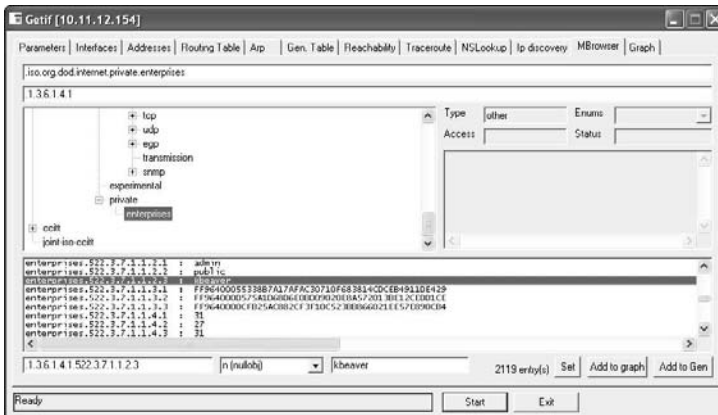 Getif [10.11.12.154]
Parameters | Interfaces | Addresses | Routing Table | Arp | Gen. Table | Reachability | Traceroute | NSLookup | Ip discovery | MBrowser | Graph
.iso.org.dod.internet.private.enterprises
.1.3.6.1.4.1
tcp
udp
egp
transmission
snmp
experimental
private
enterprises
ccitt
joint-iso-ccitt
Type other Enums
Access Status
enterprises.522.3.7.1.1.2.1 : admin
enterprises.522.3.7.1.1.2.2 : public
enterprises.522.3.7.1.1.2.3 : kbeaver
enterprises.522.3.7.1.1.3.1 :
enterprises.522.3.7.1.1.3.2 :
enterprises.522.3.7.1.1.3.3 :
enterprises.522.3.7.1.1.4.1 : 31
enterprises.522.3.7.1.1.4.2 : 27
enterprises.522.3.7.1.1.4.3 : 31
.1.3.6.1.4.1.522.3.7.1.1.2.3 n (nullobj) kbeaver 2119 entry(s) Set Add to graph Add to Gen
Ready Start Exit